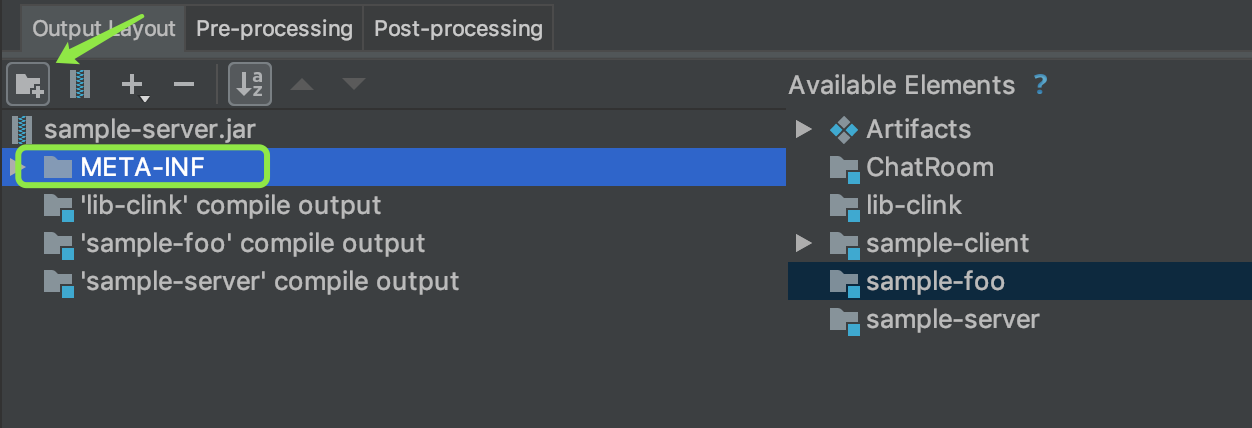 Output Layout Pre-processing Post-processing
Available Elements ?
sample-server.jar
META-INF
'lib-clink' compile output
'sample-foo' compile output
'sample-server' compile output
Artifacts
ChatRoom
lib-clink
sample-client
sample-foo
sample-server